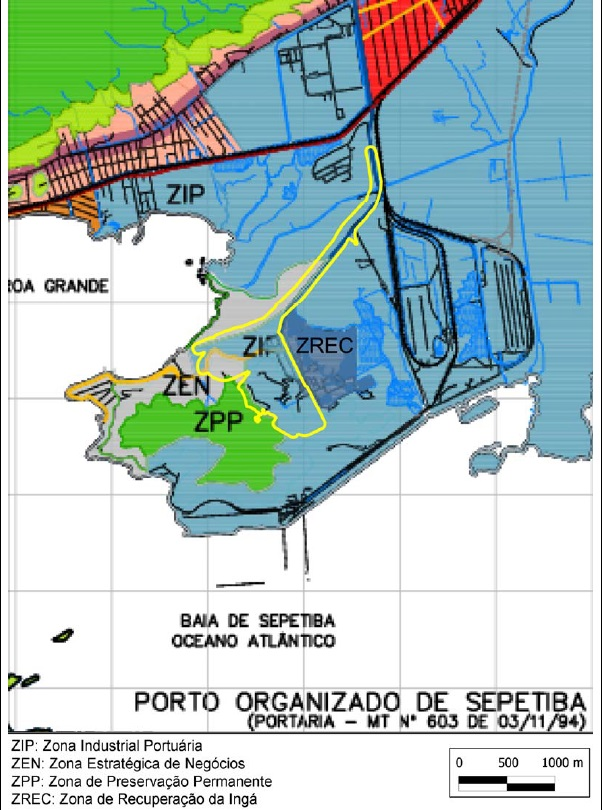 ZIP
ROA GRANDE
ZREC
ZEN
ZPP
BAIA DE SEPETIBA
OCEANO ATLÂNTICO
PORTO ORGANIZADO DE SEPETIBA
(PORTARIA – MT Nº 603 DE 03/11/94)
ZIP: Zona Industrial Portuária
ZEN: Zona Estratégica de Negócios
ZPP: Zona de Preservação Permanente
ZREC: Zona de Recuperação da Ingá
0 500 1000 m